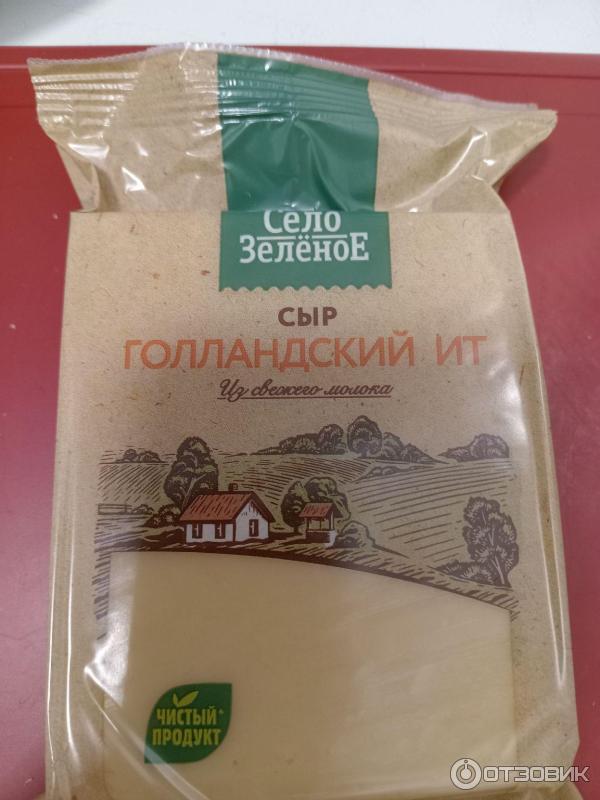 Село
Зелёное
СЫР
ГОЛЛАНДСКИЙ ИТ
Из свежего молока
ЧИСТЫЙ*
ПРОДУКТ
ОТЗОВИК